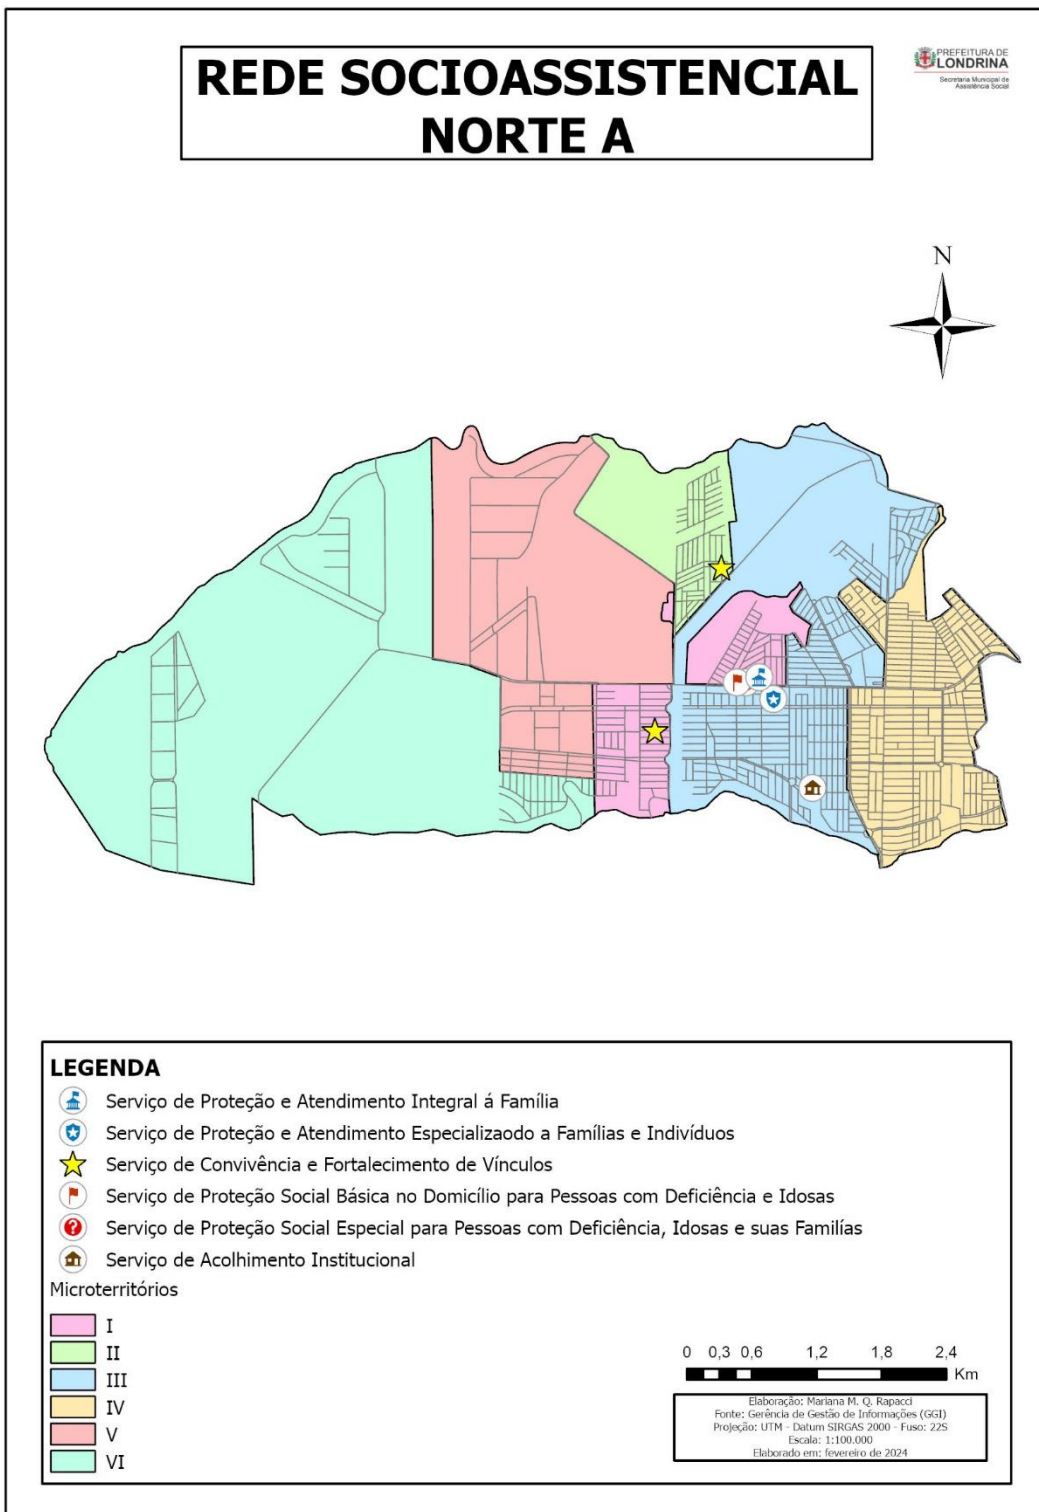 REDE SOCIOASSISTENCIAL
NORTE A
PREFEITURA DE
LONDRINA
Secretaria Municipal de
Assistência Social
N
LEGENDA
Serviço de Proteção e Atendimento Integral á Família
Serviço de Proteção e Atendimento Especializaodo a Famílias e Indivíduos
Serviço de Convivência e Fortalecimento de Vínculos
Serviço de Proteção Social Básica no Domicílio para Pessoas com Deficiência e Idosas
?
Serviço de Proteção Social Especial para Pessoas com Deficiência, Idosas e suas Familías
Serviço de Acolhimento Institucional
Microterritórios
I
II
III
IV
V
VI
0 0,3 0,6 1,2 1,8 2,4
Km
Elaboração: Mariana M. Q. Rapacci
Fonte: Gerência de Gestão de Informações (GGI)
Projeção: UTM - Datum SIRGAS 2000 - Fuso: 22S
Escala: 1:100.000
Elaborado em: fevereiro de 2024